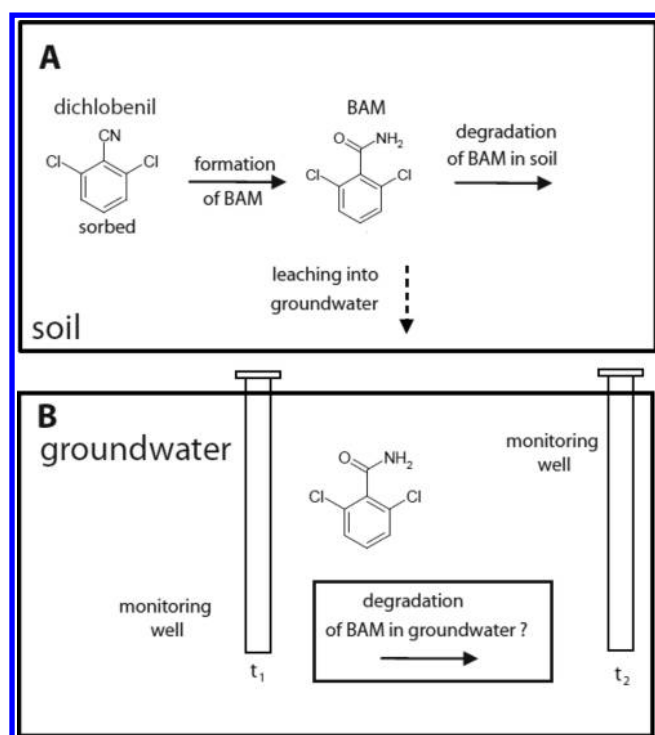 A
dichlobenil
CN
Cl
Cl
sorbed
formation
of BAM
BAM
O
NH2
Cl
Cl
degradation
of BAM in soil
leaching into
groundwater
soil
B
groundwater
O
NH2
Cl
Cl
monitoring
well
monitoring
well
degradation
of BAM in groundwater ?
t1
t2